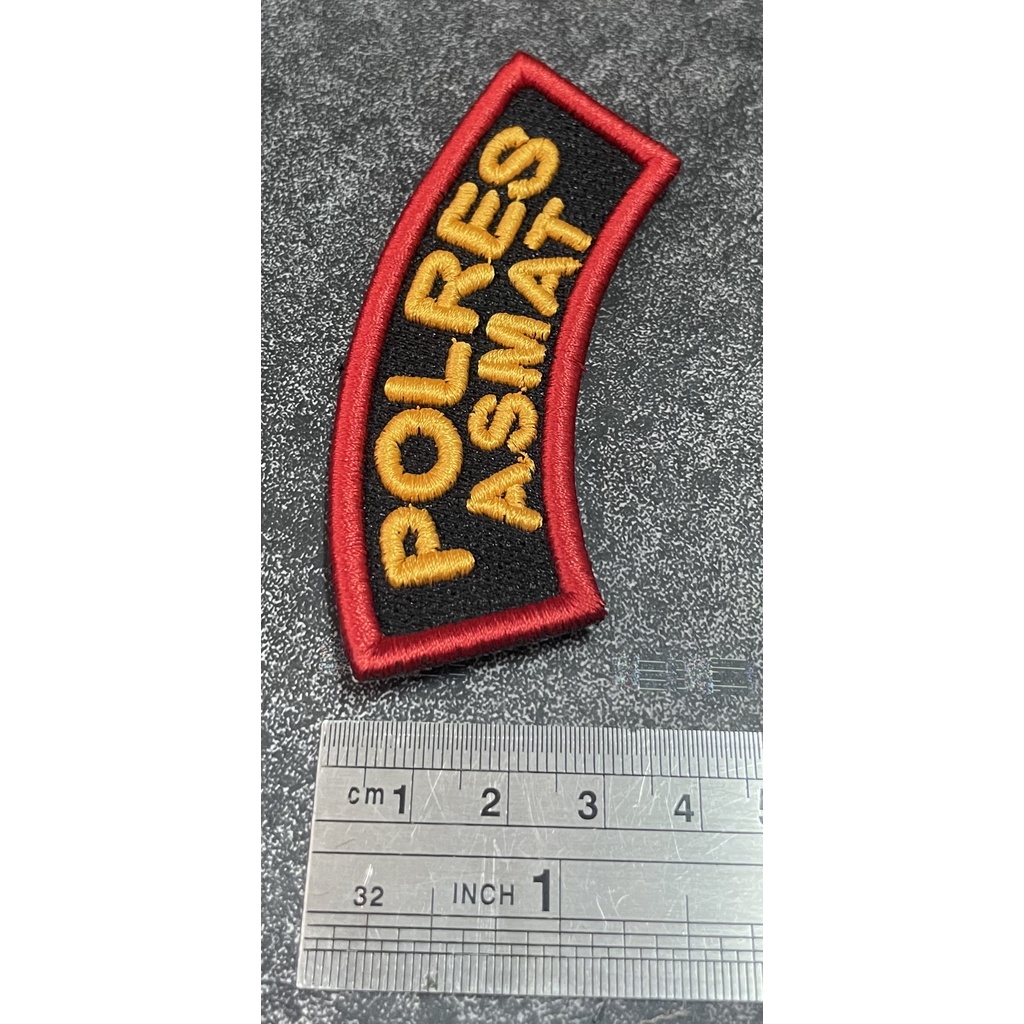 POLRES
ASMAT
cm 1 2 3 4
32 INCH 1